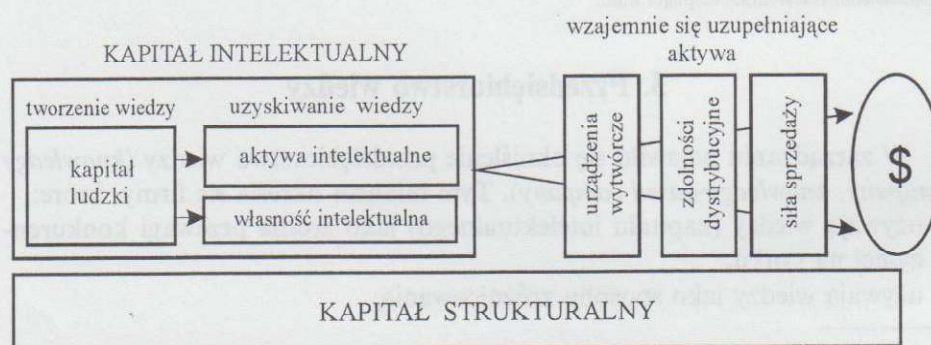 wzajemnie się uzupełniające
aktywa
KAPITAŁ INTELEKTUALNY
tworzenie wiedzy
uzyskiwanie wiedzy
kapitał
ludzki
aktywa intelektualne
własność intelektualna
urządzenia
wytwórcze
zdolności
dystrybucyjne
siła sprzedaży
$
KAPITAŁ STRUKTURALNY